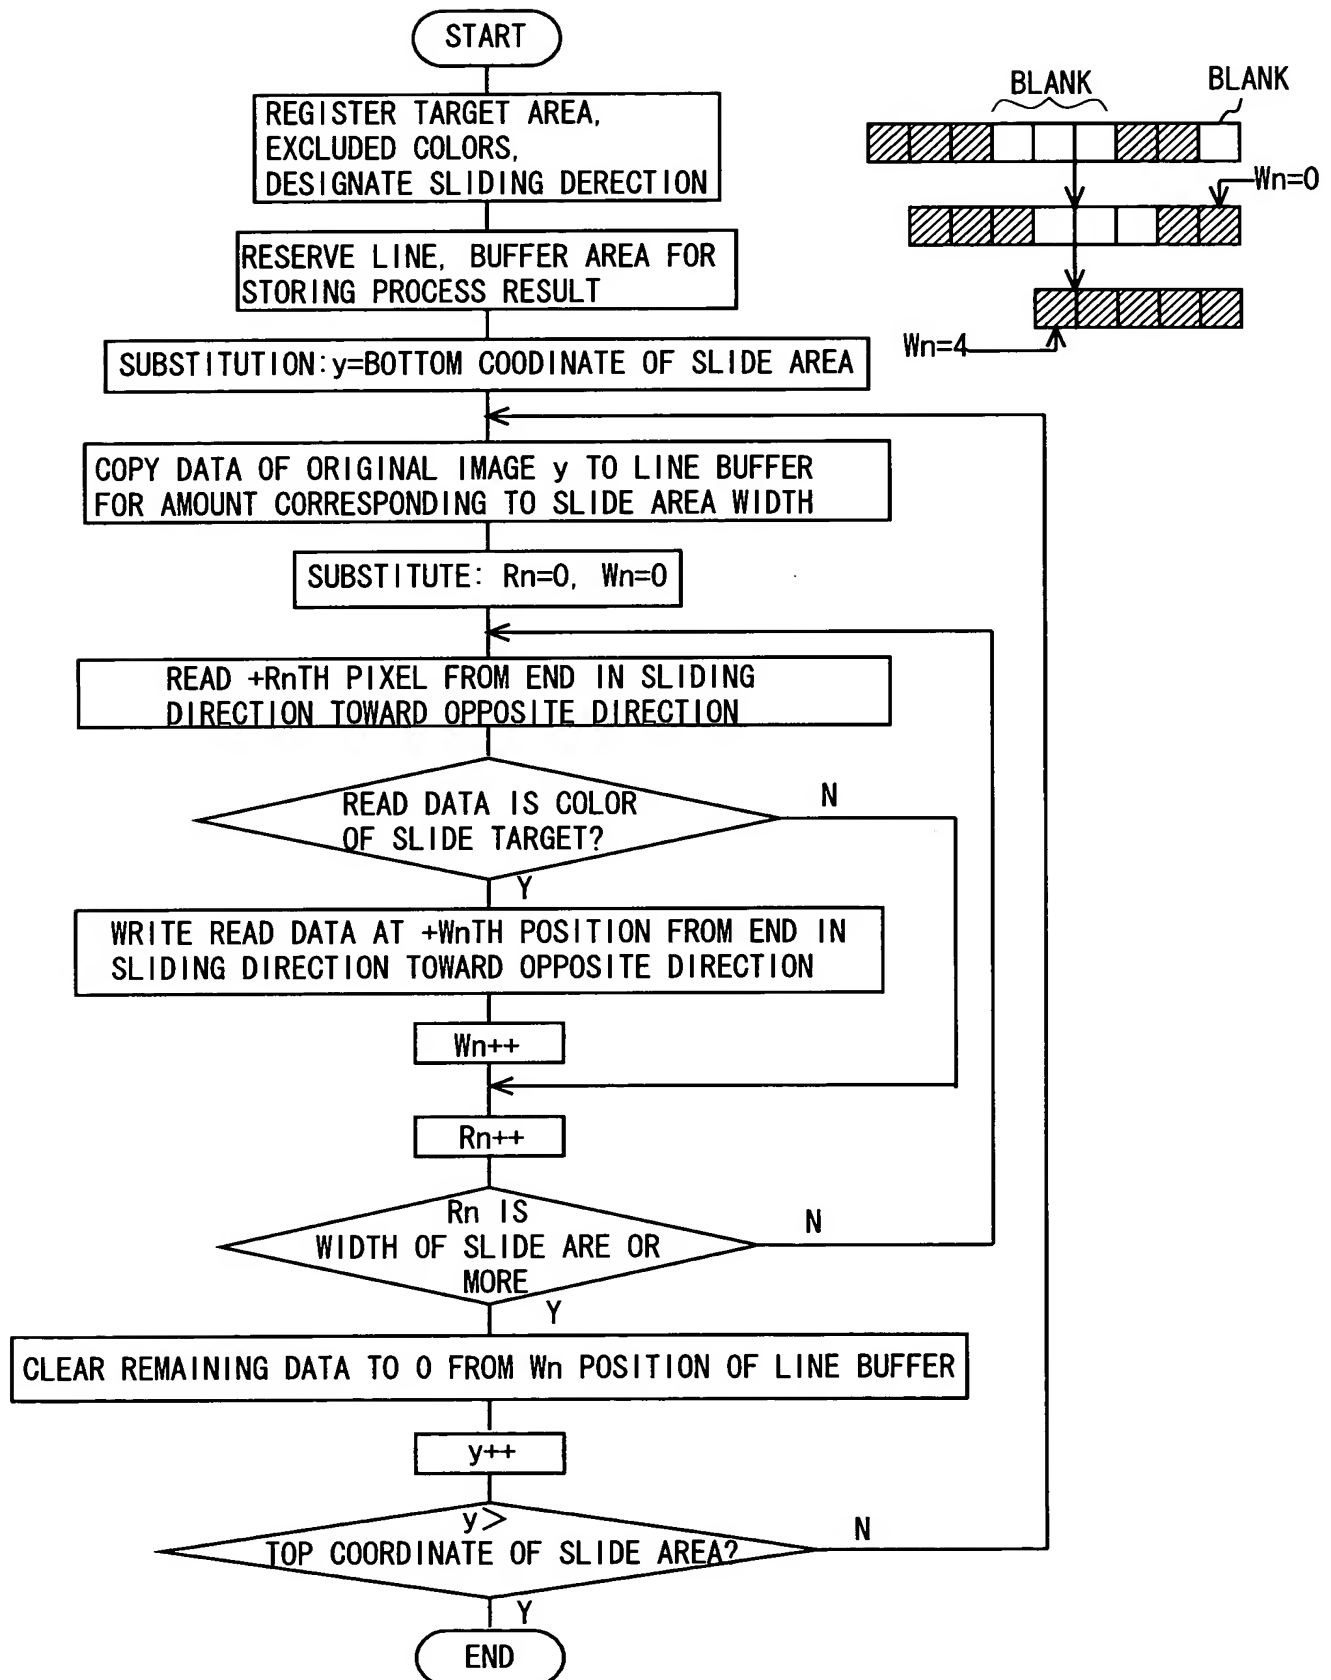 START
REGISTER TARGET AREA,
EXCLUDED COLORS,
DESIGNATE SLIDING DERECTION
RESERVE LINE, BUFFER AREA FOR
STORING PROCESS RESULT
SUBSTITUTION:y=BOTTOM COODINATE OF SLIDE AREA
COPY DATA OF ORIGINAL IMAGE y TO LINE BUFFER
FOR AMOUNT CORRESPONDING TO SLIDE AREA WIDTH
SUBSTITUTE: Rn=0, Wn=0
READ +RnTH PIXEL FROM END IN SLIDING
DIRECTION TOWARD OPPOSITE DIRECTION
READ DATA IS COLOR
OF SLIDE TARGET?
N
Y
WRITE READ DATA AT +WnTH POSITION FROM END IN
SLIDING DIRECTION TOWARD OPPOSITE DIRECTION
Wn++
Rn++
Rn IS
WIDTH OF SLIDE ARE OR
MORE
N
Y
CLEAR REMAINING DATA TO 0 FROM Wn POSITION OF LINE BUFFER
y++
y>
TOP COORDINATE OF SLIDE AREA?
N
Y
END
BLANK
BLANK
Wn=0
Wn=4